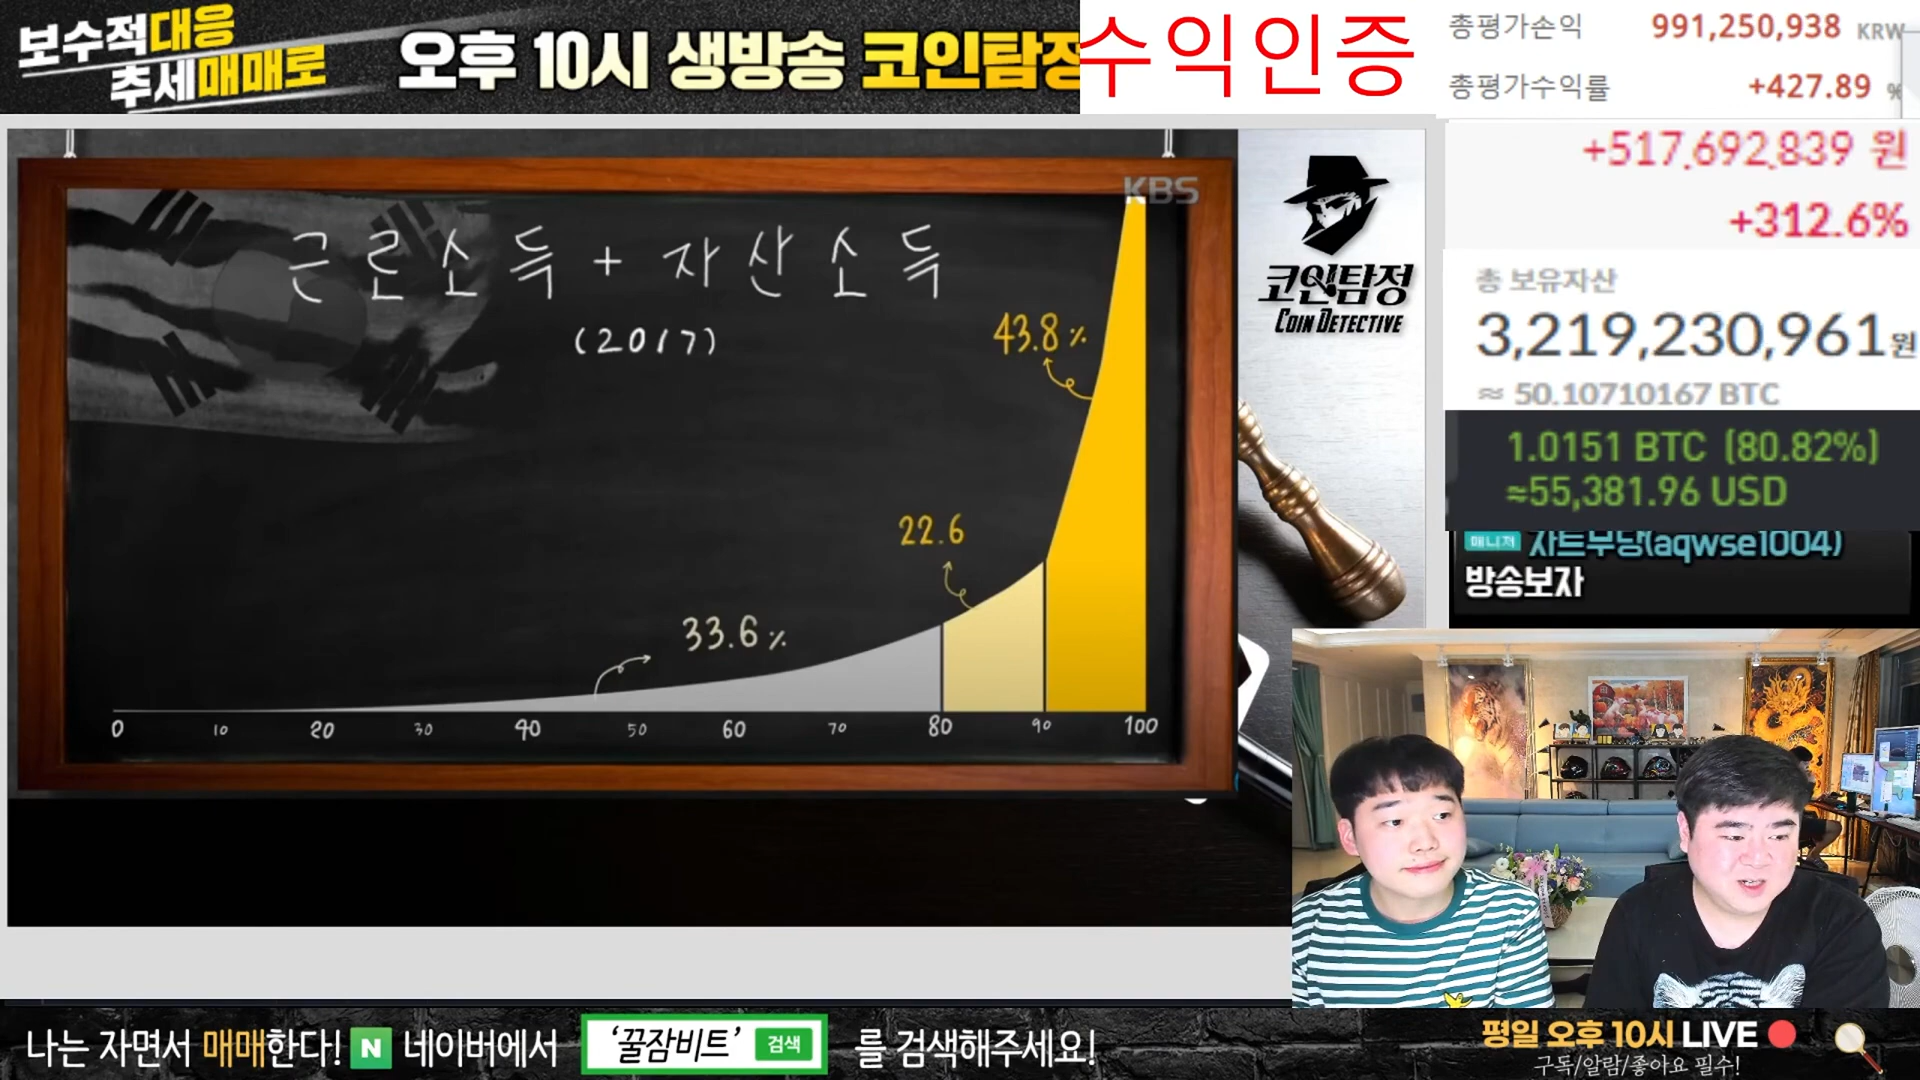 보수적대응
추세매매로
오후 10시 생방송 코인탐정
수익인증
총평가손익 991,250,938 KRW
총평가수익률 +427.89 %
+517,692,839 원
+312.6%
총 보유자산
3,219,230,961원
≈ 50.10710167 BTC
1.0151 BTC (80.82%)
≈55,381.96 USD
매니저 차트무당(aqwse1004)
방송보자
KBS
근로소득 + 자산소득
(2017)
43.8%
22.6
33.6%
0 10 20 30 40 50 60 70 80 90 100
코인탐정
COIN DETECTIVE
나는 자면서 매매한다! N 네이버에서 '꿀잠비트' 검색 를 검색해주세요!
평일 오후 10시 LIVE
구독/알람/좋아요 필수!